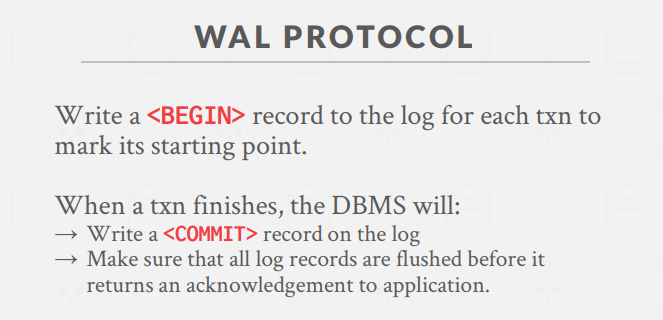 WAL PROTOCOL
Write a <BEGIN> record to the log for each txn to
mark its starting point.
When a txn finishes, the DBMS will:
→ Write a <COMMIT> record on the log
→ Make sure that all log records are flushed before it
returns an acknowledgement to application.